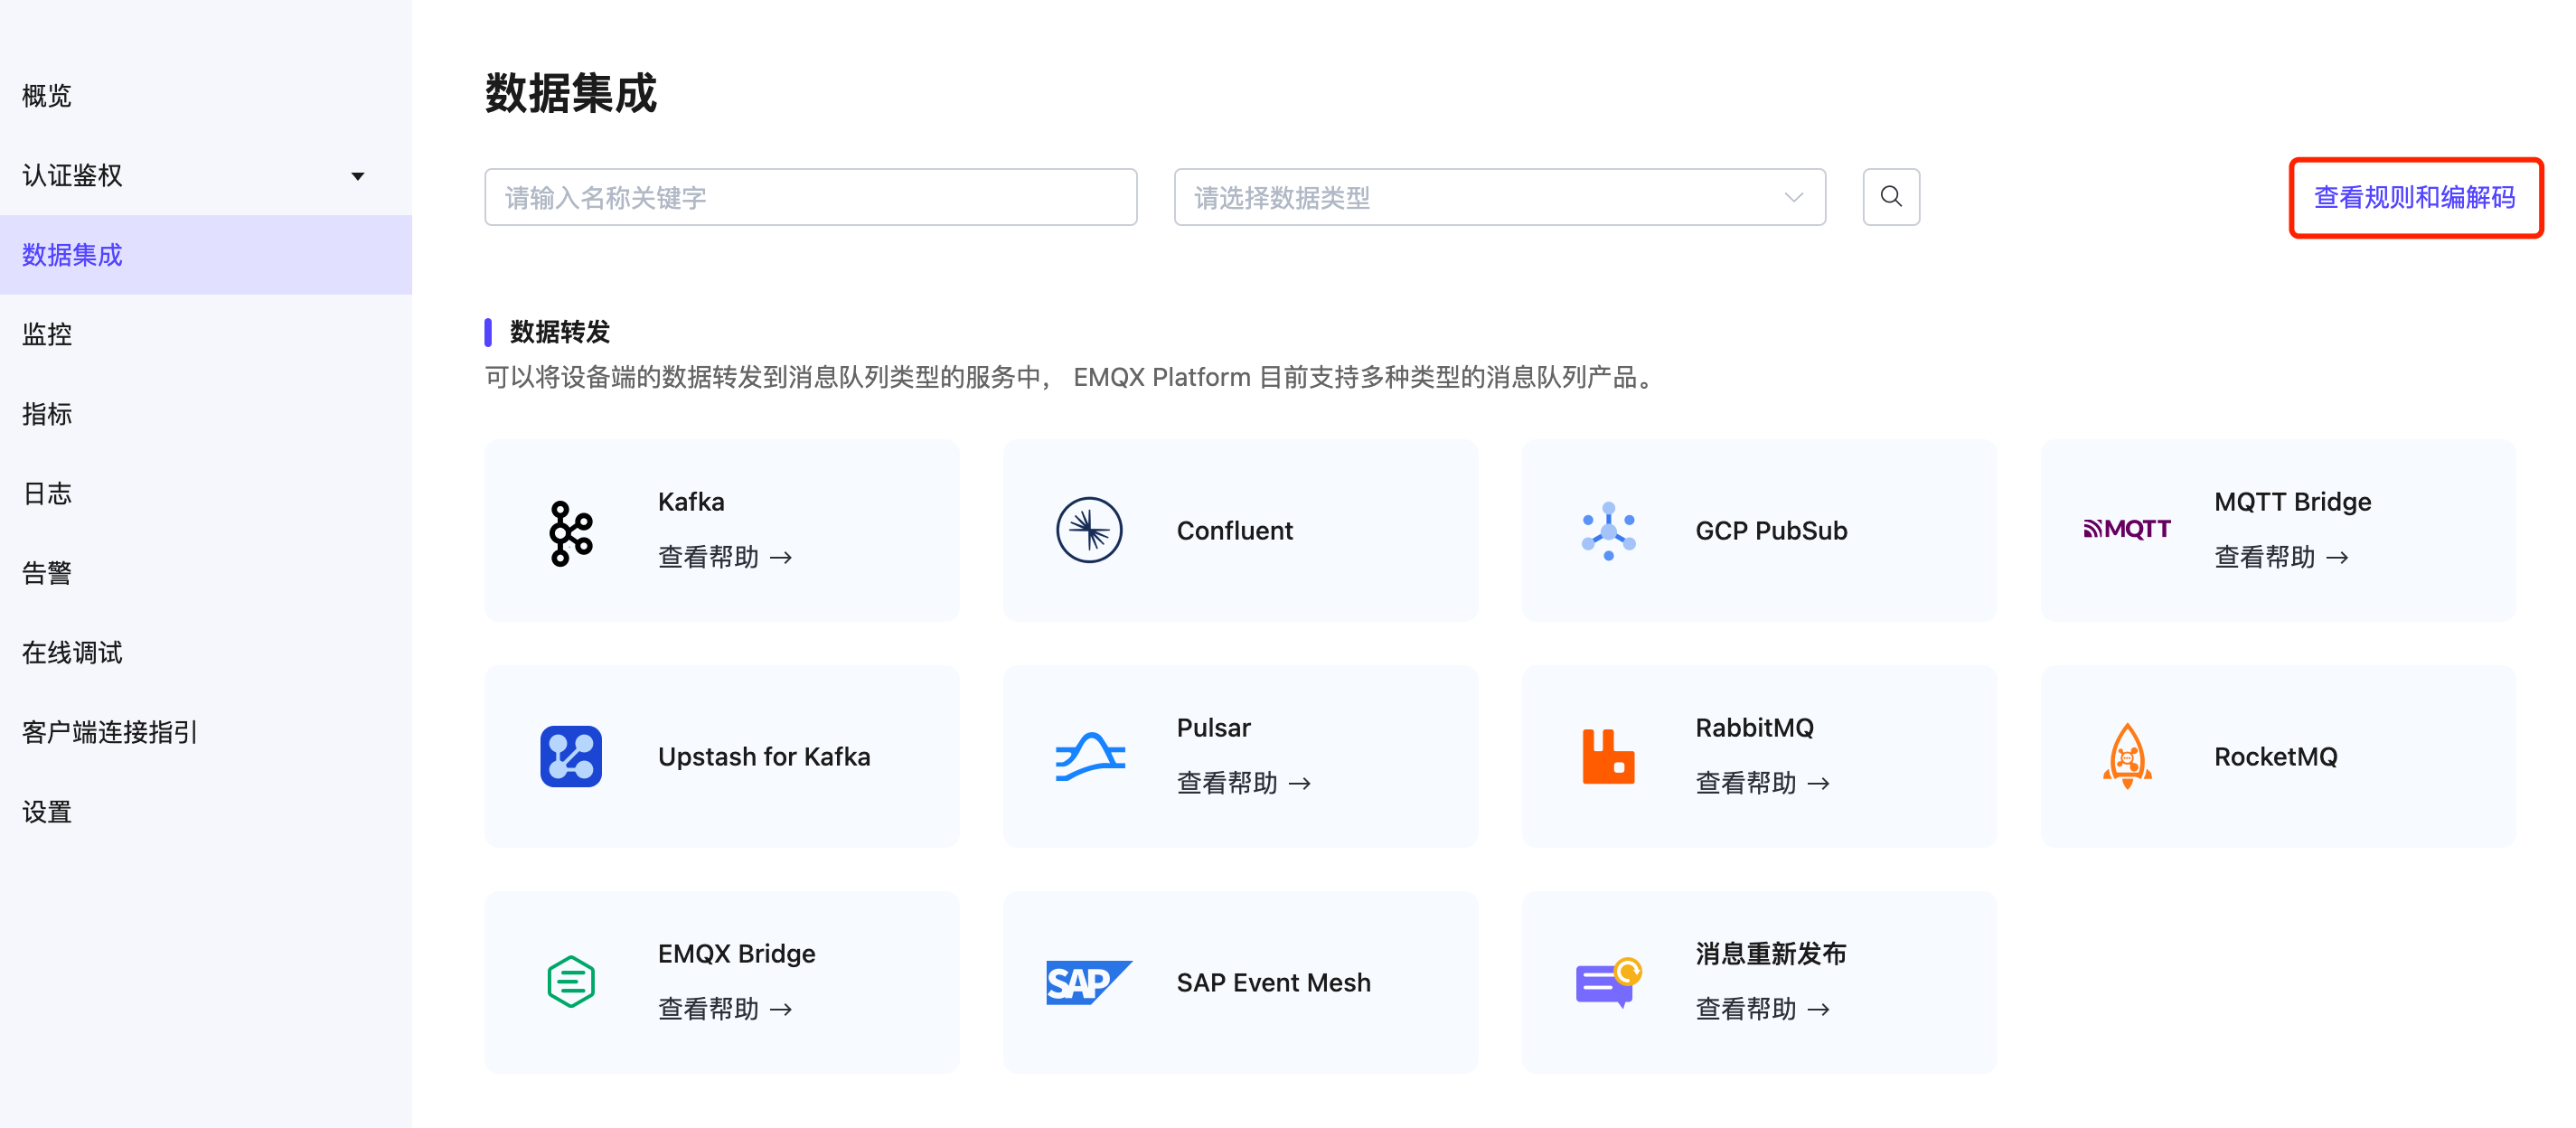 概览
认证鉴权
数据集成
监控
指标
日志
告警
在线调试
客户端连接指引
设置
数据集成
请输入名称关键字
请选择数据类型
查看规则和编解码
数据转发
可以将设备端的数据转发到消息队列类型的服务中， EMQX Platform 目前支持多种类型的消息队列产品。
Kafka
查看帮助 →
Confluent
GCP PubSub
MQTT
MQTT Bridge
查看帮助 →
Upstash for Kafka
Pulsar
查看帮助 →
RabbitMQ
查看帮助 →
RocketMQ
EMQX Bridge
查看帮助 →
SAP
SAP Event Mesh
消息重新发布
查看帮助 →